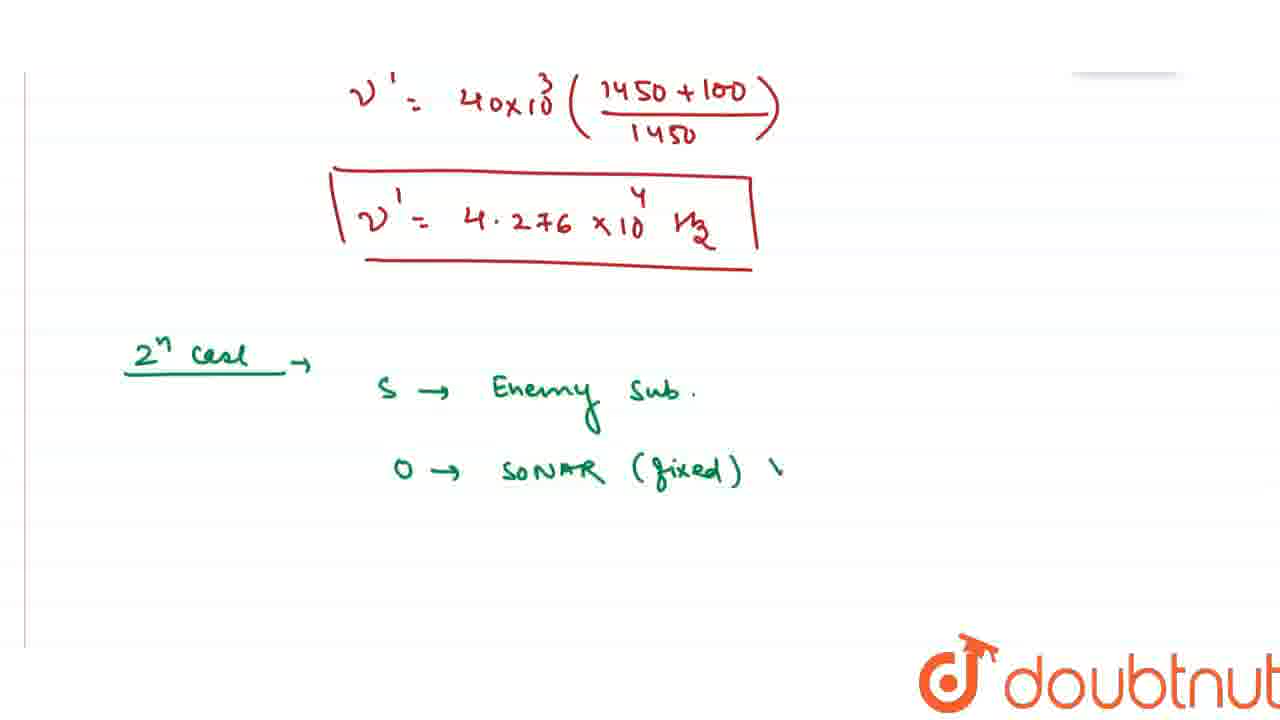 ν' = 40×10³ (1450+100 / 1450)
ν' = 4.276 ×10⁴ Hz
2ⁿ case →
S → Enemy sub.
O → SONAR (fixed)
doubtnut